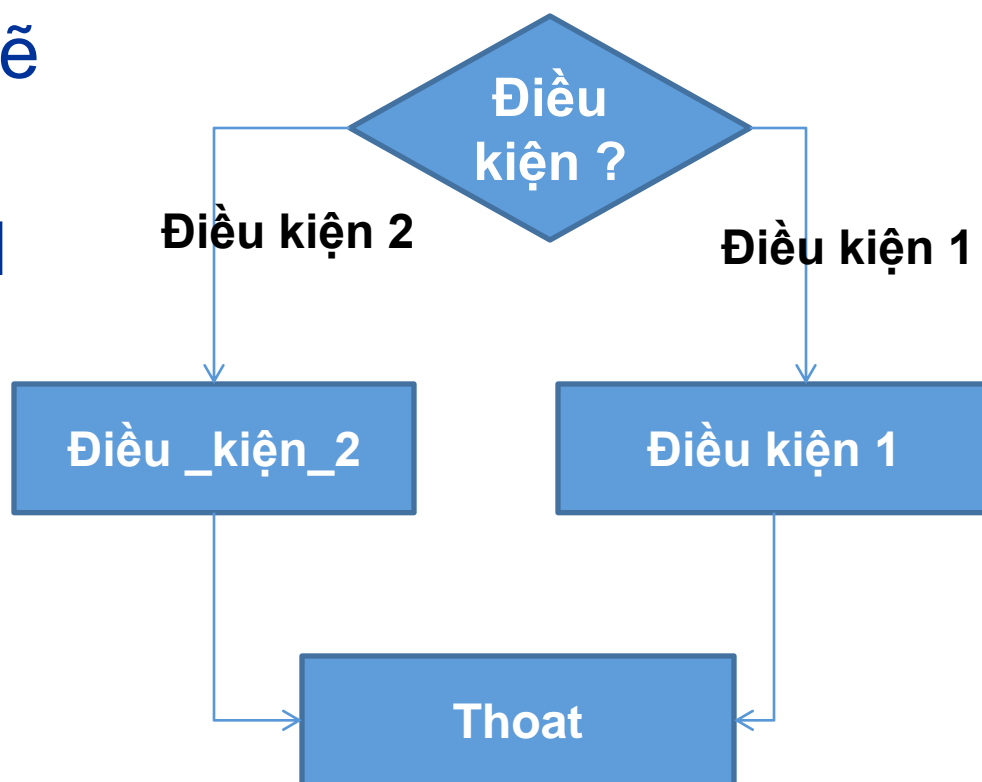 Điều
kiện ?
Điều kiện 2
Điều kiện 1
Điều _kiện_2
Điều kiện 1
Thoat